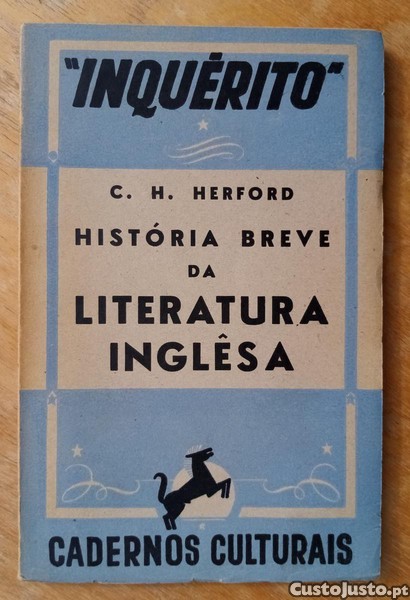 "INQUÉRITO"
C. H. HERFORD
HISTÓRIA BREVE
DA
LITERATURA
INGLÊSA
CADERNOS CULTURAIS
CustoJusto.pt